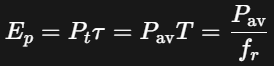 E_p = P_t τ = P_av T = P_av / f_r